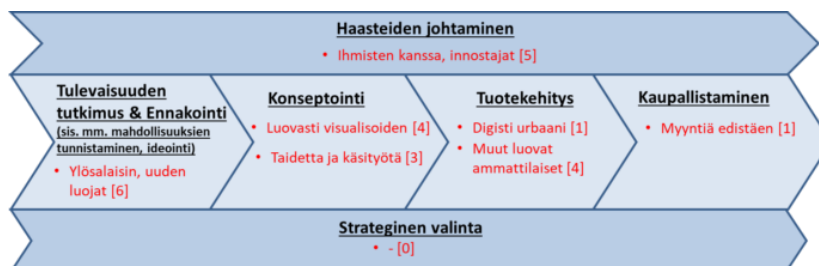 Haasteiden johtaminen
• Ihmisten kanssa, innostajat [5]
Tulevaisuuden
tutkimus & Ennakointi
(sis. mm. mahdollisuuksien
tunnistaminen, ideointi)
• Ylösalaisin, uuden
luojat [6]
Konseptointi
• Luovasti visualisoiden [4]
• Taidetta ja käsityötä [3]
Tuotekehitys
• Digisti urbaani [1]
• Muut luovat
ammattilaiset [4]
Kaupallistaminen
• Myyntiä edistäen [1]
Strateginen valinta
• - [0]